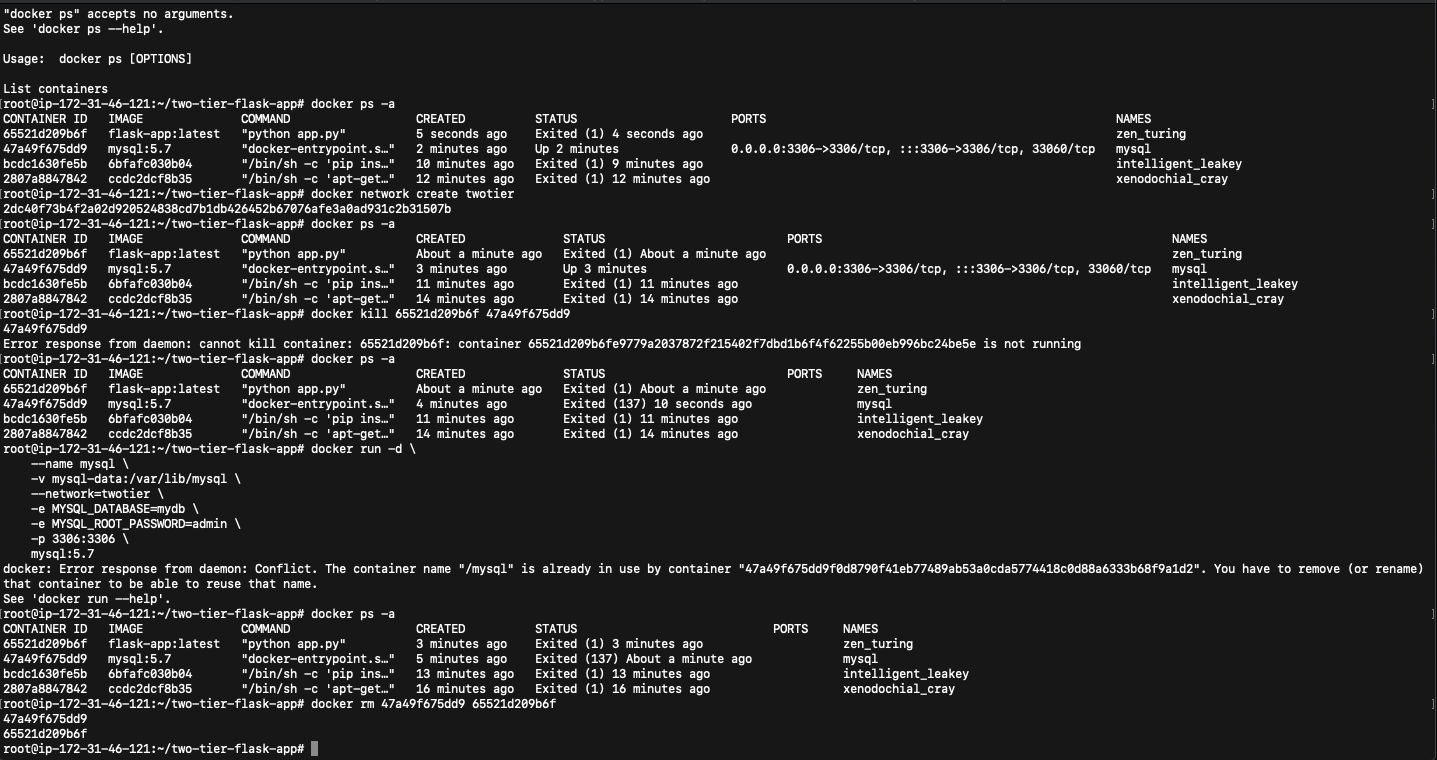 "docker ps" accepts no arguments.
See 'docker ps --help'.
Usage:  docker ps [OPTIONS]
List containers
[root@ip-172-31-46-121:~/two-tier-flask-app# docker ps -a ]
CONTAINER ID   IMAGE   COMMAND   CREATED   STATUS   PORTS   NAMES
65521d209b6f   flask-app:latest   "python app.py"   5 seconds ago   Exited (1) 4 seconds ago   zen_turing
47a49f675dd9   mysql:5.7   "docker-entrypoint.s…"   2 minutes ago   Up 2 minutes   0.0.0.0:3306->3306/tcp, :::3306->3306/tcp, 33060/tcp   mysql
bcdc1630fe5b   6bfafc030b04   "/bin/sh -c 'pip ins…"   10 minutes ago   Exited (1) 9 minutes ago   intelligent_leakey
2807a8847842   ccdc2dcf8b35   "/bin/sh -c 'apt-get…"   12 minutes ago   Exited (1) 12 minutes ago   xenodochial_cray
[root@ip-172-31-46-121:~/two-tier-flask-app# docker network create twotier ]
2dc40f73b4f2a02d920524838cd7b1db426452b67076afe3a0ad931c2b31507b
[root@ip-172-31-46-121:~/two-tier-flask-app# docker ps -a ]
CONTAINER ID   IMAGE   COMMAND   CREATED   STATUS   PORTS   NAMES
65521d209b6f   flask-app:latest   "python app.py"   About a minute ago   Exited (1) About a minute ago   zen_turing
47a49f675dd9   mysql:5.7   "docker-entrypoint.s…"   3 minutes ago   Up 3 minutes   0.0.0.0:3306->3306/tcp, :::3306->3306/tcp, 33060/tcp   mysql
bcdc1630fe5b   6bfafc030b04   "/bin/sh -c 'pip ins…"   11 minutes ago   Exited (1) 11 minutes ago   intelligent_leakey
2807a8847842   ccdc2dcf8b35   "/bin/sh -c 'apt-get…"   14 minutes ago   Exited (1) 14 minutes ago   xenodochial_cray
[root@ip-172-31-46-121:~/two-tier-flask-app# docker kill 65521d209b6f 47a49f675dd9 ]
47a49f675dd9
Error response from daemon: cannot kill container: 65521d209b6f: container 65521d209b6fe9779a2037872f215402f7dbd1b6f4f62255b00eb996bc24be5e is not running
[root@ip-172-31-46-121:~/two-tier-flask-app# docker ps -a ]
CONTAINER ID   IMAGE   COMMAND   CREATED   STATUS   PORTS   NAMES
65521d209b6f   flask-app:latest   "python app.py"   About a minute ago   Exited (1) About a minute ago   zen_turing
47a49f675dd9   mysql:5.7   "docker-entrypoint.s…"   4 minutes ago   Exited (137) 10 seconds ago   mysql
bcdc1630fe5b   6bfafc030b04   "/bin/sh -c 'pip ins…"   11 minutes ago   Exited (1) 11 minutes ago   intelligent_leakey
2807a8847842   ccdc2dcf8b35   "/bin/sh -c 'apt-get…"   14 minutes ago   Exited (1) 14 minutes ago   xenodochial_cray
root@ip-172-31-46-121:~/two-tier-flask-app# docker run -d \
    --name mysql \
    -v mysql-data:/var/lib/mysql \
    --network=twotier \
    -e MYSQL_DATABASE=mydb \
    -e MYSQL_ROOT_PASSWORD=admin \
    -p 3306:3306 \
    mysql:5.7
docker: Error response from daemon: Conflict. The container name "/mysql" is already in use by container "47a49f675dd9f0d8790f41eb77489ab53a0cda5774418c0d88a6333b68f9a1d2". You have to remove (or rename)
that container to be able to reuse that name.
See 'docker run --help'.
[root@ip-172-31-46-121:~/two-tier-flask-app# docker ps -a ]
CONTAINER ID   IMAGE   COMMAND   CREATED   STATUS   PORTS   NAMES
65521d209b6f   flask-app:latest   "python app.py"   3 minutes ago   Exited (1) 3 minutes ago   zen_turing
47a49f675dd9   mysql:5.7   "docker-entrypoint.s…"   5 minutes ago   Exited (137) About a minute ago   mysql
bcdc1630fe5b   6bfafc030b04   "/bin/sh -c 'pip ins…"   13 minutes ago   Exited (1) 13 minutes ago   intelligent_leakey
2807a8847842   ccdc2dcf8b35   "/bin/sh -c 'apt-get…"   16 minutes ago   Exited (1) 16 minutes ago   xenodochial_cray
[root@ip-172-31-46-121:~/two-tier-flask-app# docker rm 47a49f675dd9 65521d209b6f ]
47a49f675dd9
65521d209b6f
root@ip-172-31-46-121:~/two-tier-flask-app#